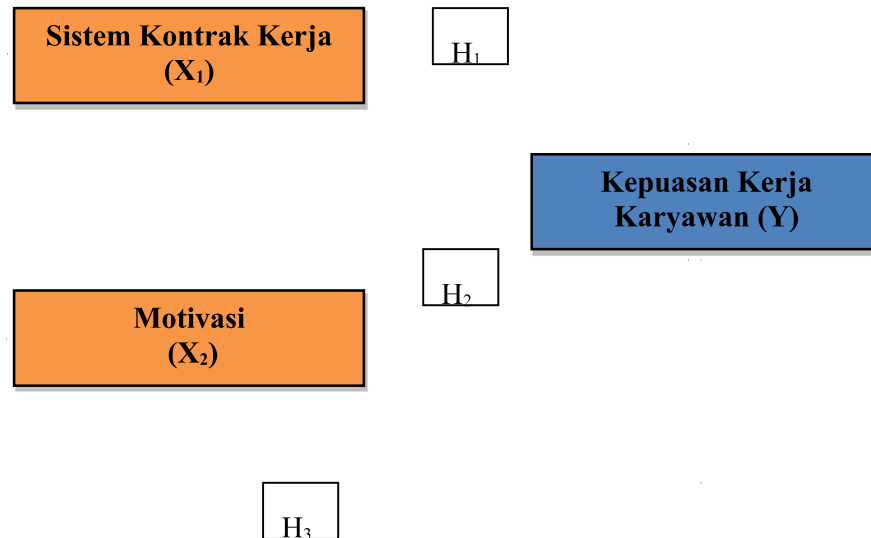 Sistem Kontrak Kerja
(X₁)
H₁
Kepuasan Kerja
Karyawan (Y)
H₂
Motivasi
(X₂)
H₃